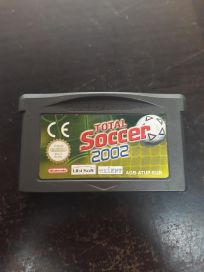 CE
TOTAL
Soccer
2002
Nintendo
Ubi Soft
AGB-ATUP-EUR